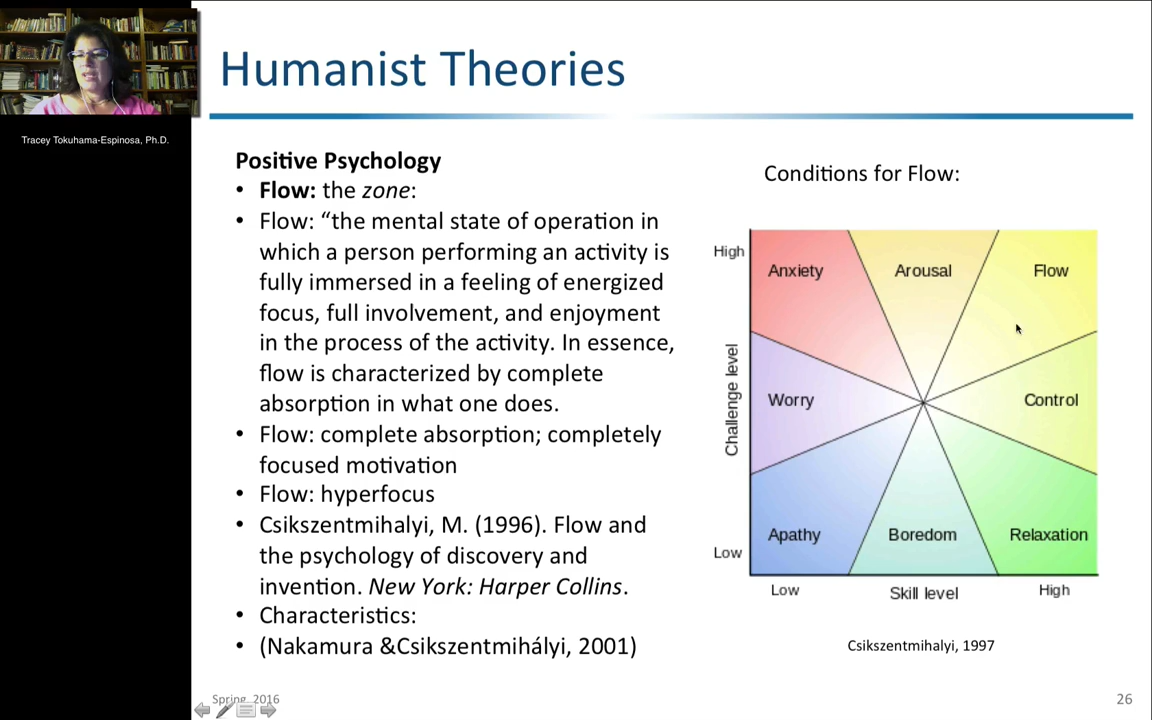 Humanist Theories
Tracey Tokuhama-Espinosa, Ph.D.
Positive Psychology
• Flow: the zone:
• Flow: “the mental state of operation in
which a person performing an activity is
fully immersed in a feeling of energized
focus, full involvement, and enjoyment
in the process of the activity. In essence,
flow is characterized by complete
absorption in what one does.
• Flow: complete absorption; completely
focused motivation
• Flow: hyperfocus
• Csikszentmihalyi, M. (1996). Flow and
the psychology of discovery and
invention. New York: Harper Collins.
• Characteristics:
• (Nakamura &Csikszentmihályi, 2001)
Conditions for Flow:
High
Anxiety
Arousal
Flow
Challenge level
Worry
Control
Apathy
Boredom
Relaxation
Low
Low
Skill level
High
Csikszentmihalyi, 1997
Spring, 2016
26